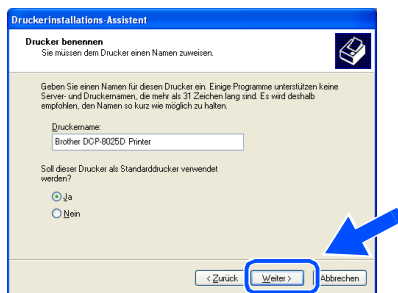 Druckerinstallations-Assistent
Drucker benennen
Sie müssen dem Drucker einen Namen zuweisen.
Geben Sie einen Namen für diesen Drucker ein. Einige Programme unterstützen keine
Server- und Druckernamen, die mehr als 31 Zeichen lang sind. Es wird deshalb
empfohlen, den Namen so kurz wie möglich zu halten.
Druckername:
Brother DCP-8025D Printer
Soll dieser Drucker als Standarddrucker verwendet
werden?
Ja
Nein
< Zurück Weiter > Abbrechen